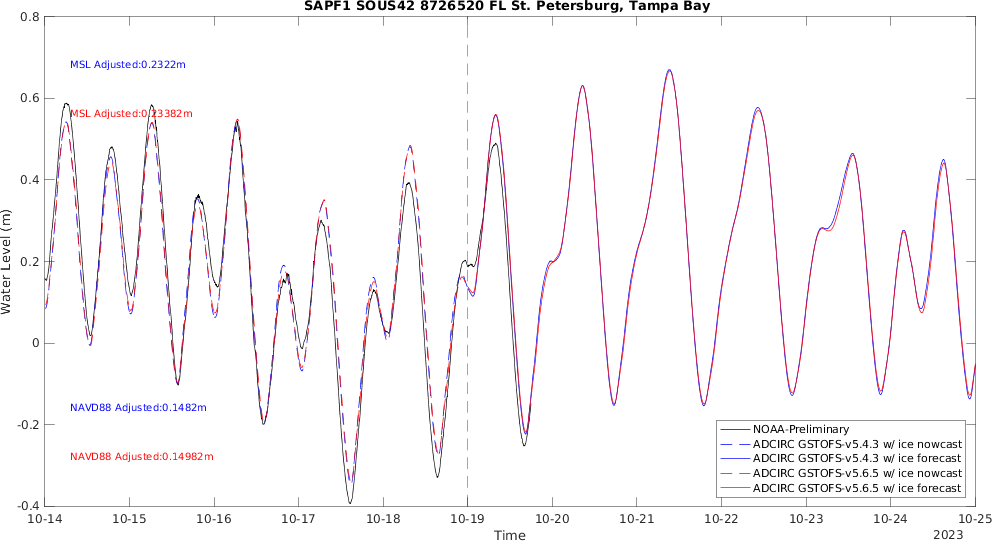 SAPF1 SOUS42 8726520 FL St. Petersburg, Tampa Bay
Water Level (m)
0.8
0.6
0.4
0.2
0
-0.2
-0.4
MSL Adjusted:0.2322m
MSL Adjusted:0.23382m
NAVD88 Adjusted:0.1482m
NAVD88 Adjusted:0.14982m
NOAA-Preliminary
ADCIRC GSTOFS-v5.4.3 w/ ice nowcast
ADCIRC GSTOFS-v5.4.3 w/ ice forecast
ADCIRC GSTOFS-v5.6.5 w/ ice nowcast
ADCIRC GSTOFS-v5.6.5 w/ ice forecast
10-14 10-15 10-16 10-17 10-18 10-19 10-20 10-21 10-22 10-23 10-24 10-25
Time
2023